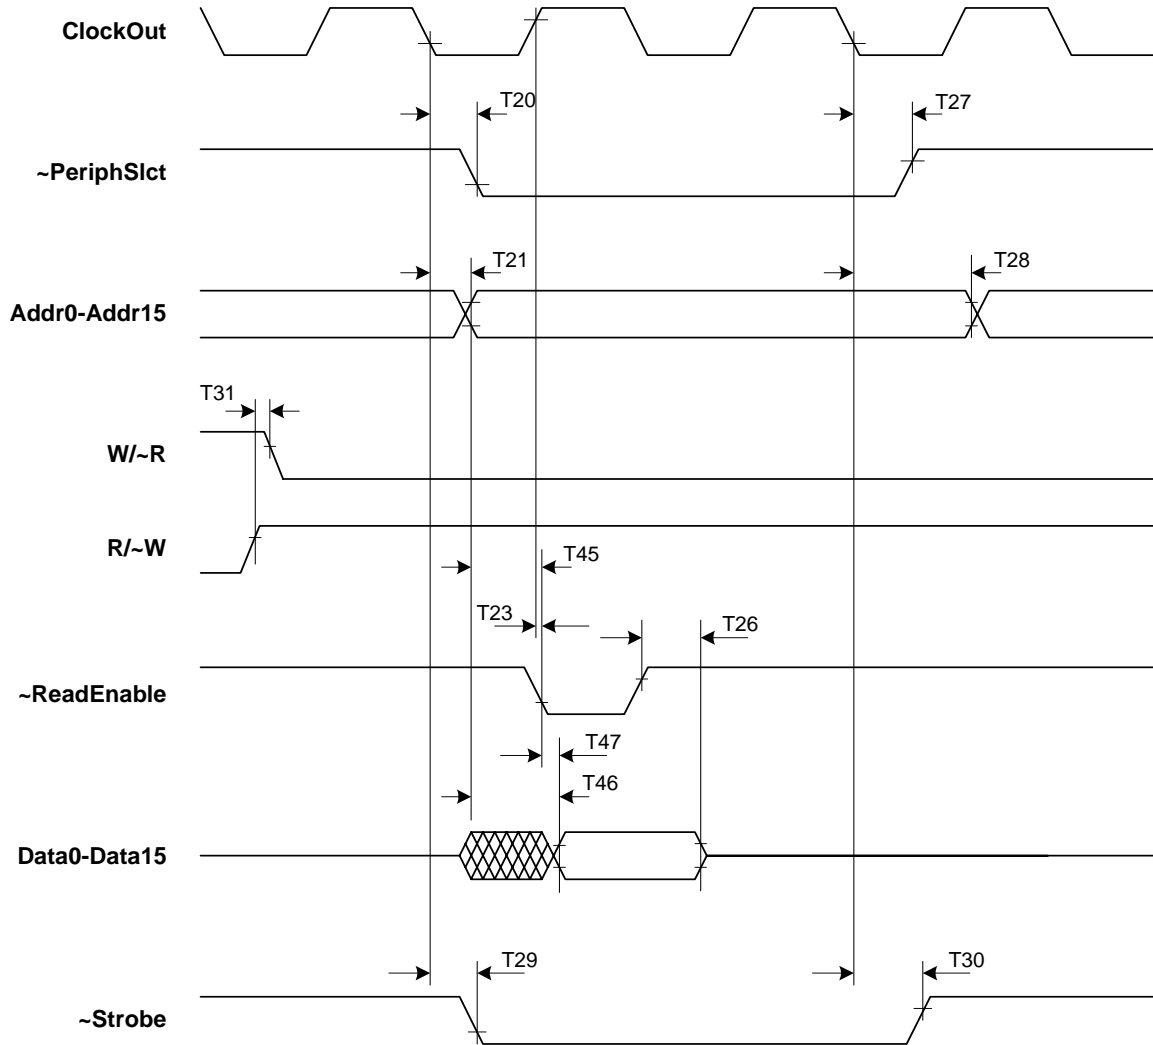 ClockOut
T20
T27
~PeriphSlct
T21
T28
Addr0-Addr15
T31
W/~R
R/~W
T45
T23
T26
~ReadEnable
T47
T46
Data0-Data15
T29
T30
~Strobe